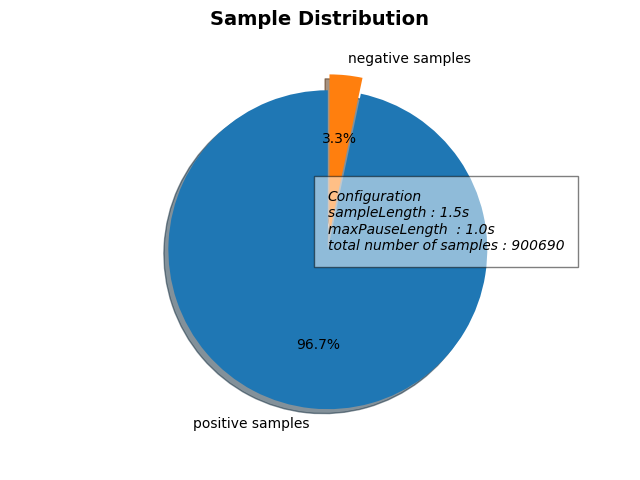 Sample Distribution
negative samples
3.3%
Configuration
sampleLength : 1.5s
maxPauseLength  : 1.0s
total number of samples : 900690
96.7%
positive samples